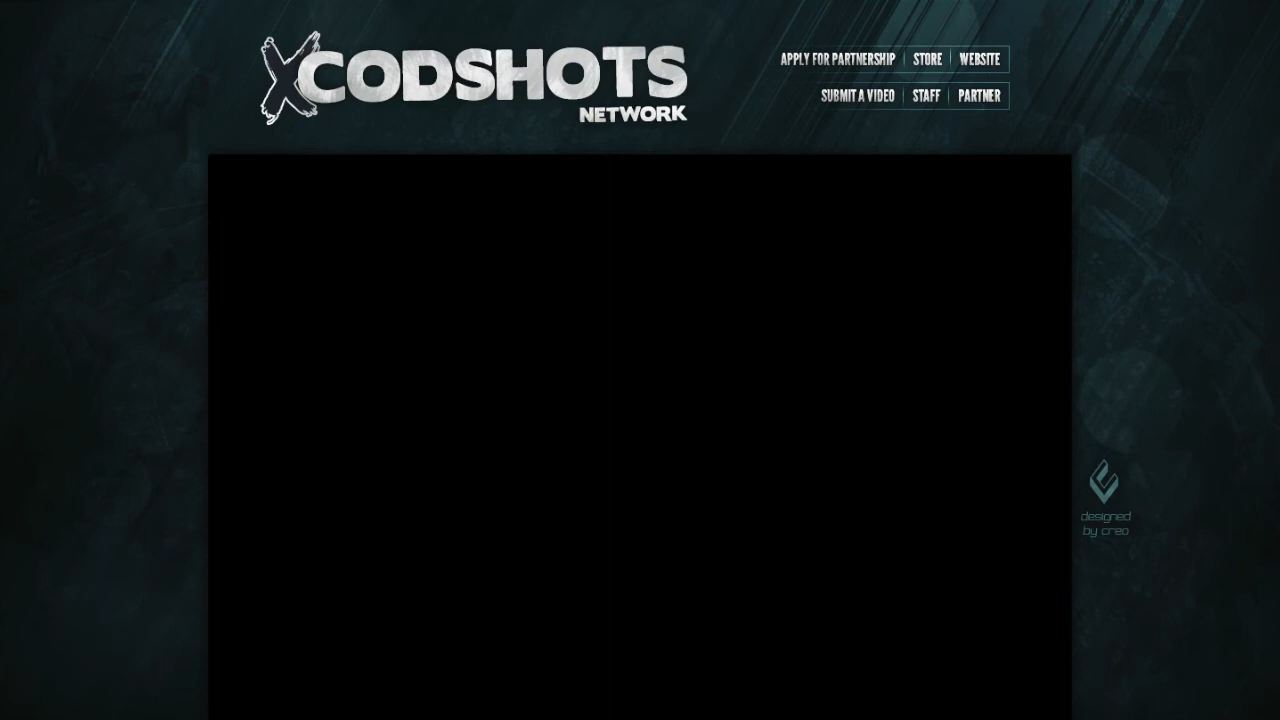 XCODSHOTS
NETWORK
APPLY FOR PARTNERSHIP STORE WEBSITE
SUBMIT A VIDEO STAFF PARTNER
designed
by creo